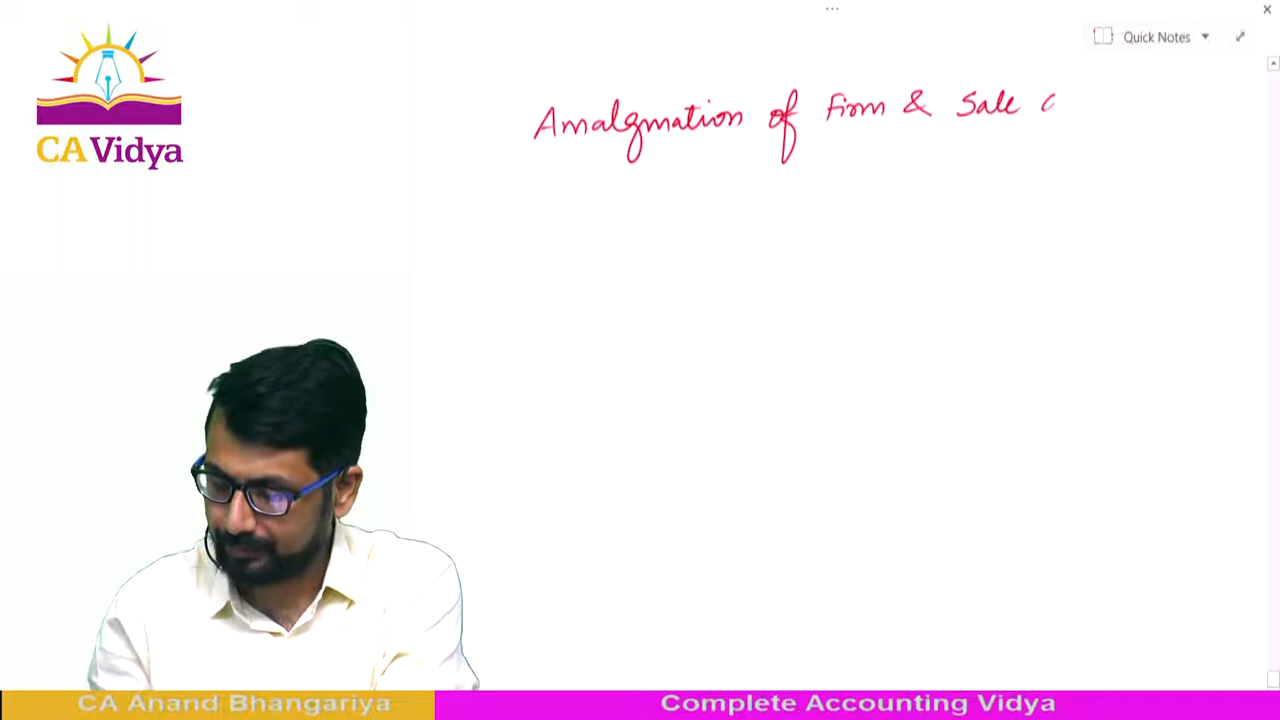 Quick Notes
Amalgmation of Firm & Sale
CA Vidya
CA Anand Bhangariya
Complete Accounting Vidya